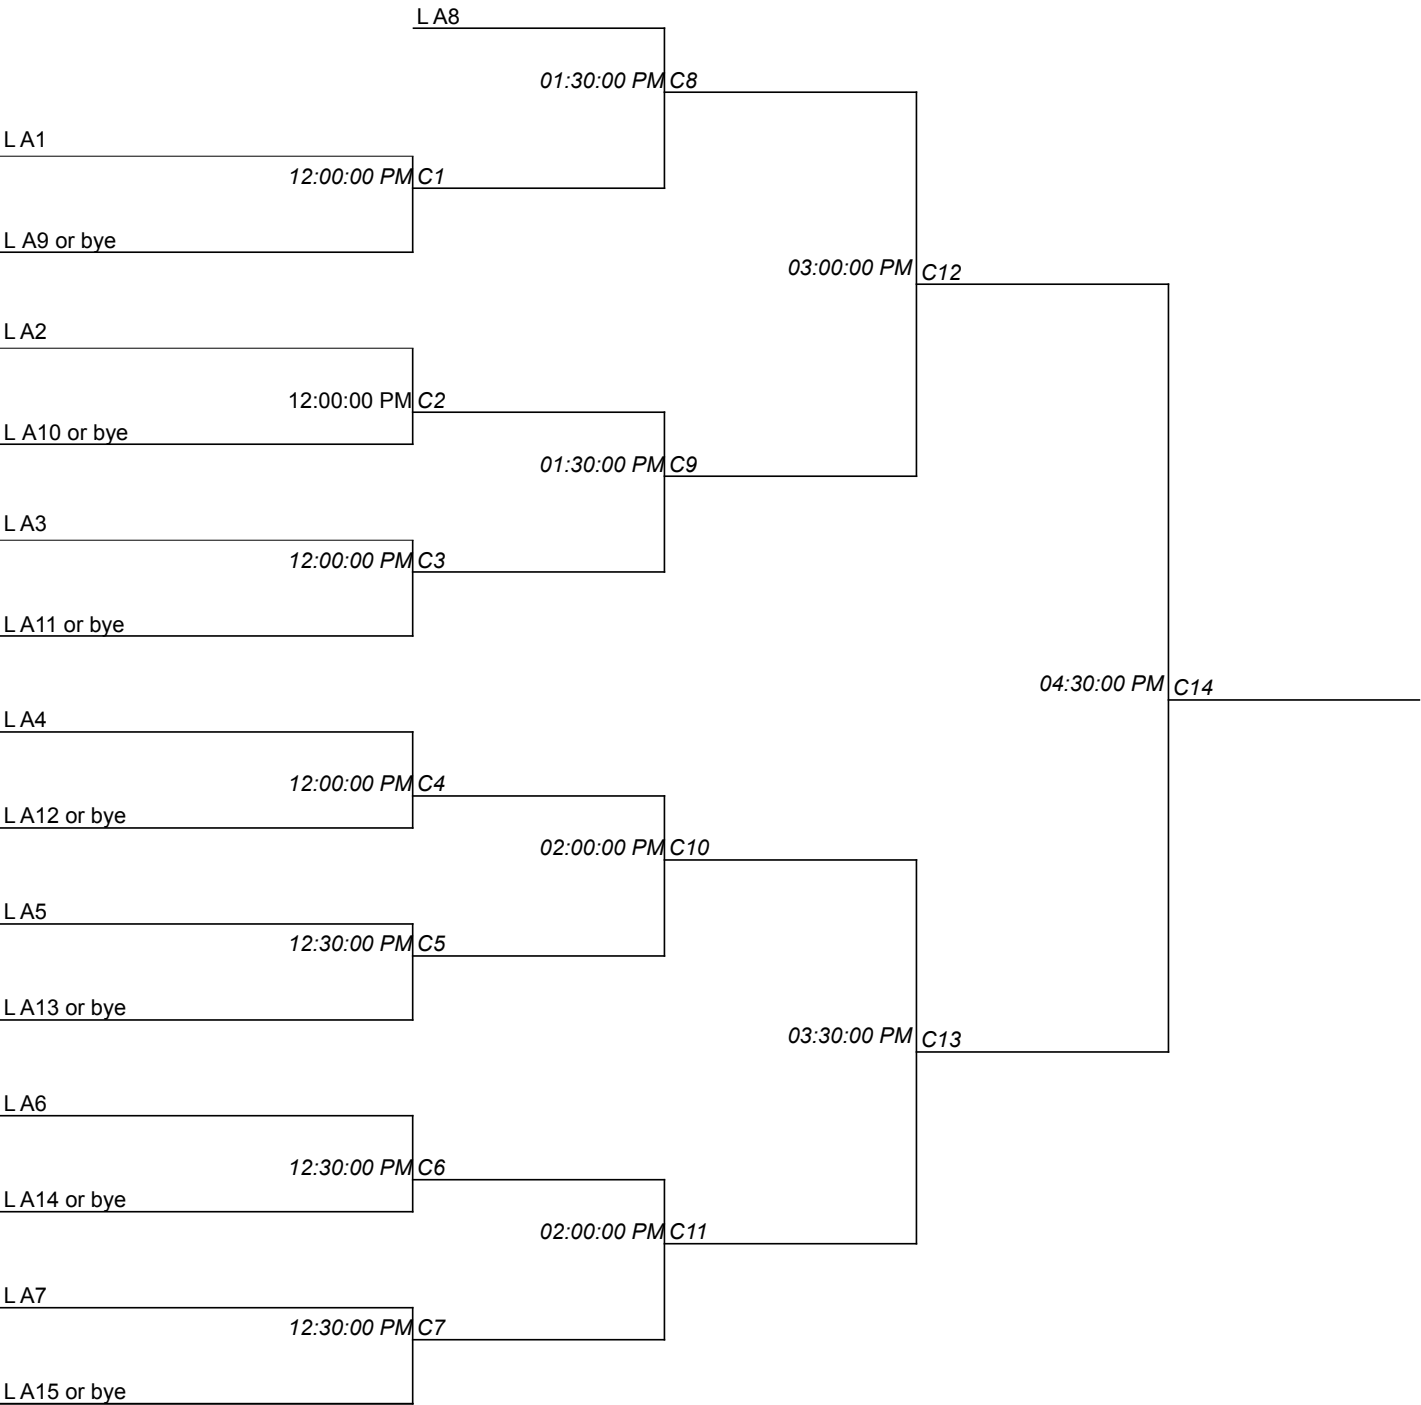 L A8
01:30:00 PM C8
L A1
12:00:00 PM C1
L A9 or bye
03:00:00 PM C12
L A2
12:00:00 PM C2
L A10 or bye
01:30:00 PM C9
L A3
12:00:00 PM C3
L A11 or bye
04:30:00 PM C14
L A4
12:00:00 PM C4
L A12 or bye
02:00:00 PM C10
L A5
12:30:00 PM C5
L A13 or bye
03:30:00 PM C13
L A6
12:30:00 PM C6
L A14 or bye
02:00:00 PM C11
L A7
12:30:00 PM C7
L A15 or bye